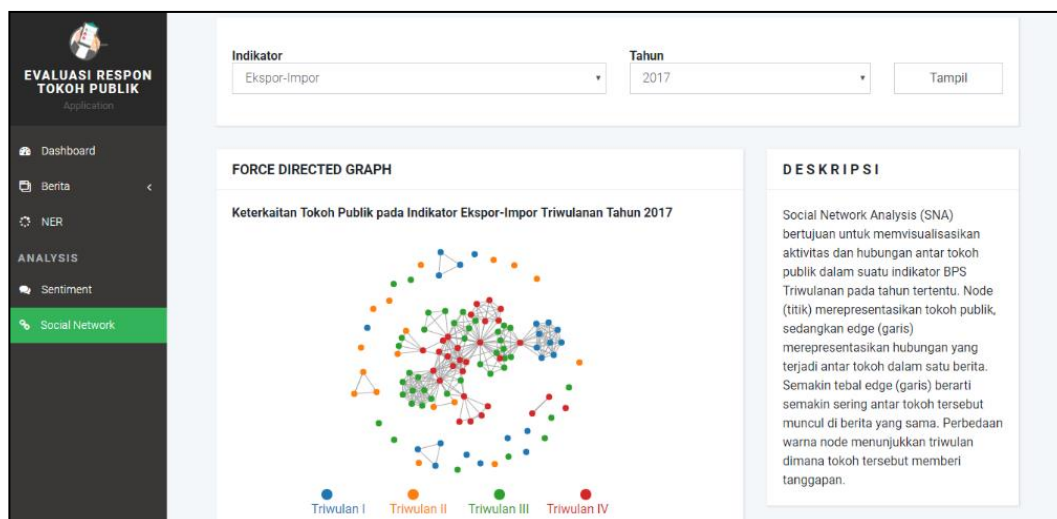 EVALUASI RESPON
TOKOH PUBLIK
Application
Dashboard
Berita
NER
ANALYSIS
Sentiment
Social Network
Indikator
Ekspor-Impor
Tahun
2017
Tampil
FORCE DIRECTED GRAPH
Keterkaitan Tokoh Publik pada Indikator Ekspor-Impor Triwulanan Tahun 2017
Triwulan I
Triwulan II
Triwulan III
Triwulan IV
DESKRIPSI
Social Network Analysis (SNA)
bertujuan untuk memvisualisasikan
aktivitas dan hubungan antar tokoh
publik dalam suatu indikator BPS
Triwulanan pada tahun tertentu. Node
(titik) merepresentasikan tokoh publik,
sedangkan edge (garis)
merepresentasikan hubungan yang
terjadi antar tokoh dalam satu berita.
Semakin tebal edge (garis) berarti
semakin sering antar tokoh tersebut
muncul di berita yang sama. Perbedaan
warna node menunjukkan triwulan
dimana tokoh tersebut memberi
tanggapan.